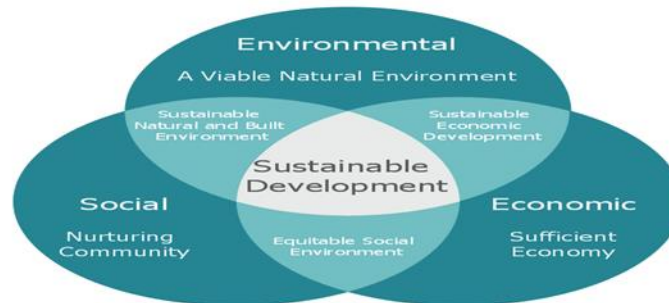 Environmental
A Viable Natural Environment
Sustainable
Natural and Built
Environment
Sustainable
Economic
Development
Sustainable
Development
Social
Nurturing
Community
Equitable Social
Environment
Economic
Sufficient
Economy